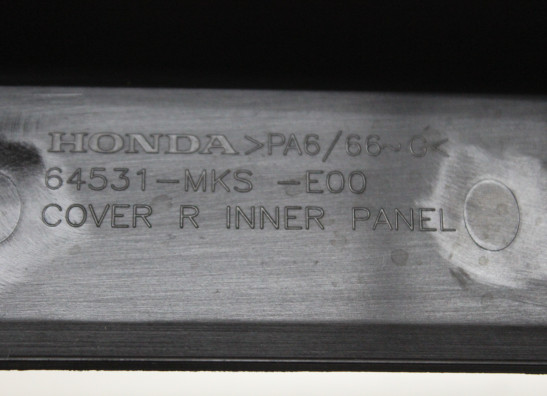 HONDA >PA6/66-G<
64531-MKS -E00
COVER R INNER PANEL